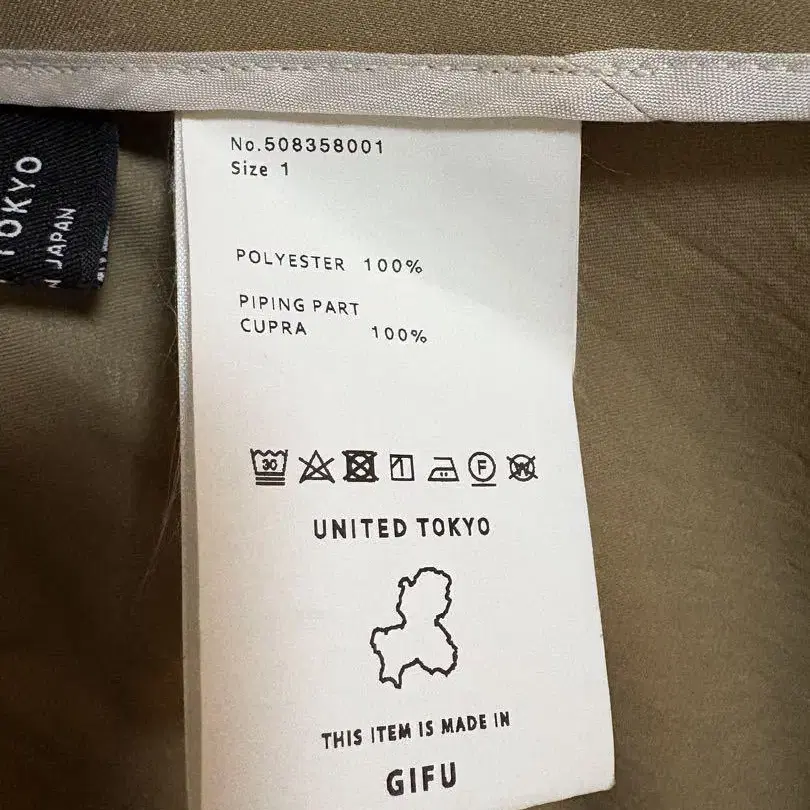 No.508358001
Size 1
POLYESTER 100%
PIPING PART
CUPRA 100%
30
F
W
UNITED TOKYO
THIS ITEM IS MADE IN
GIFU
TOKYO
JAPAN